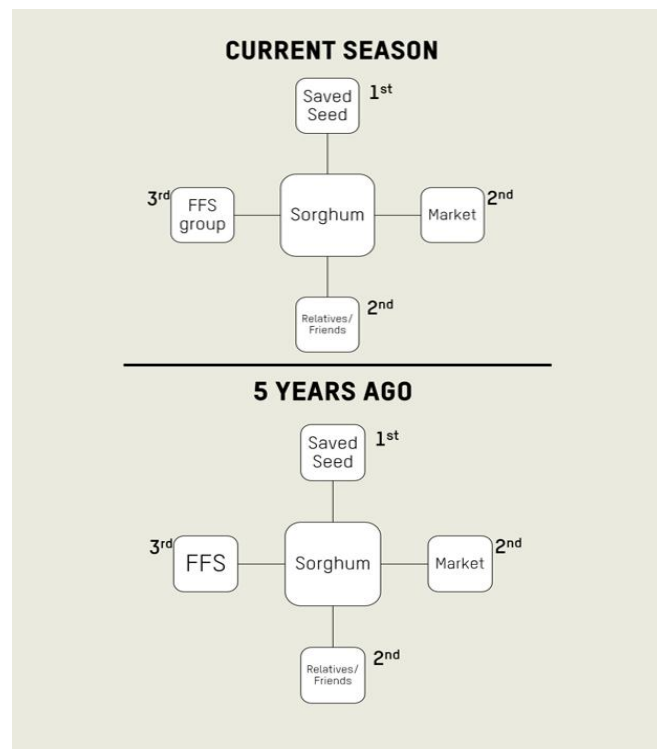 CURRENT SEASON
Saved
Seed
1st
3rd
FFS
group
Sorghum
Market
2nd
Relatives/
Friends
2nd
5 YEARS AGO
Saved
Seed
1st
3rd
FFS
Sorghum
Market
2nd
Relatives/
Friends
2nd